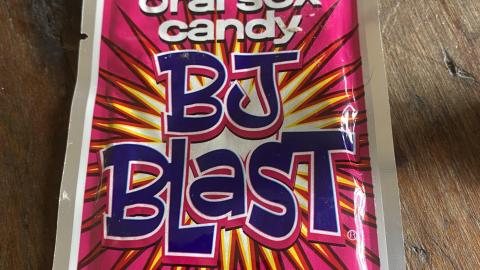 oral sex
candy
BJ
BLAST
®